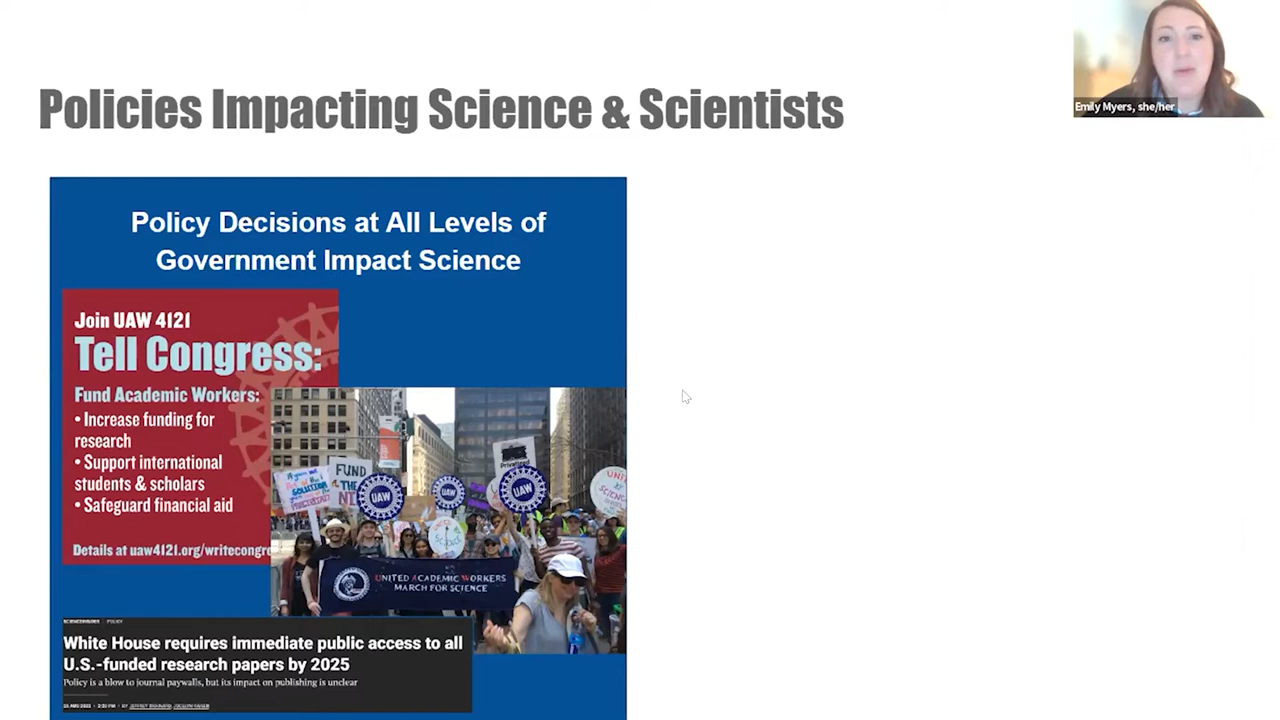 Policies Impacting Science & Scientists
Emily Myers, she/her
Policy Decisions at All Levels of
Government Impact Science
Join UAW 4121
Tell Congress:
Fund Academic Workers:
• Increase funding for
research
• Support international
students & scholars
• Safeguard financial aid
Details at uaw4121.org/writecongre
Privatized
FUND
THE
UAW
UAW
UAW
UNITED ACADEMIC WORKERS
MARCH FOR SCIENCE
SCIENCEINSIDER | POLICY
White House requires immediate public access to all
U.S.-funded research papers by 2025
Policy is a blow to journal paywalls, but its impact on publishing is unclear